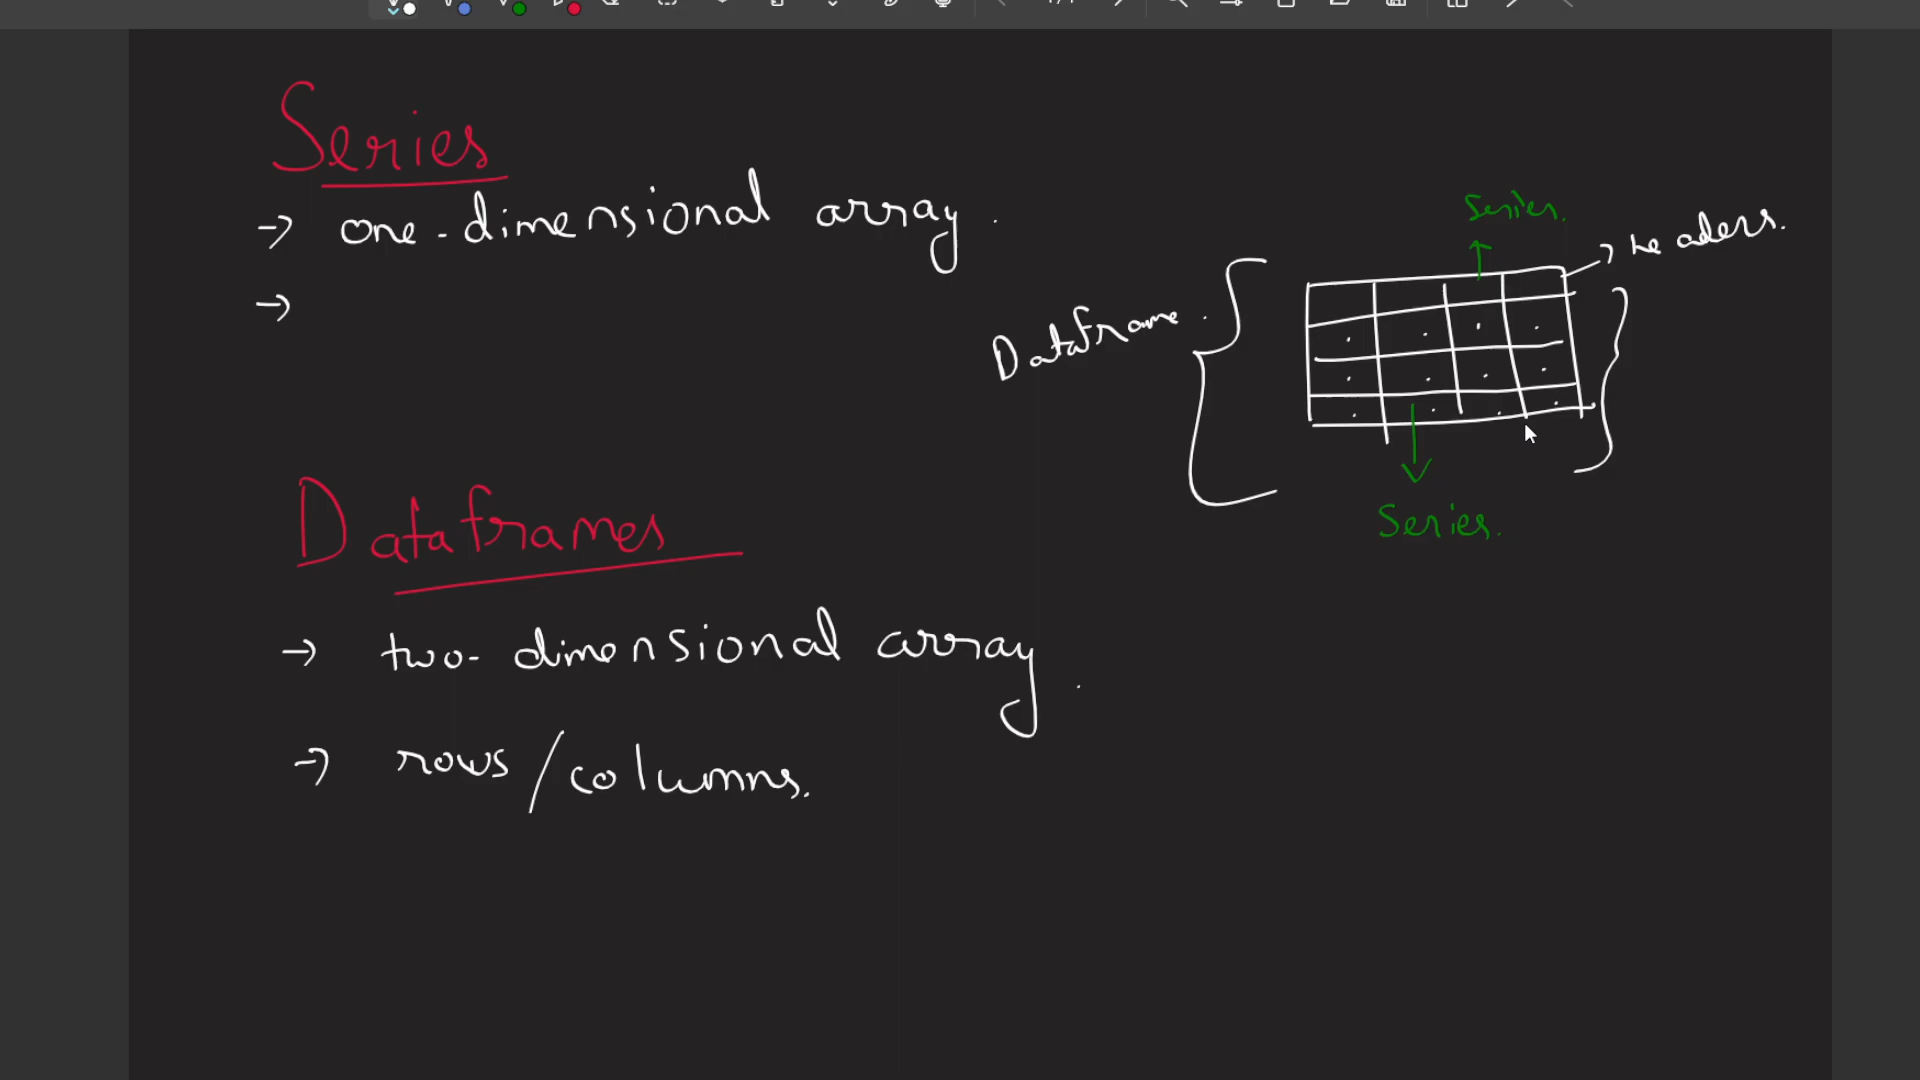 Series
→ one-dimensional array.
→
Series.
→ headers.
Dataframe.
Series.
Dataframes
→ two-dimensional array.
→ rows/columns.